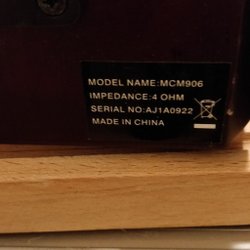 MODEL NAME:MCM906
IMPEDANCE:4 OHM
SERIAL NO:AJ1A0922
MADE IN CHINA